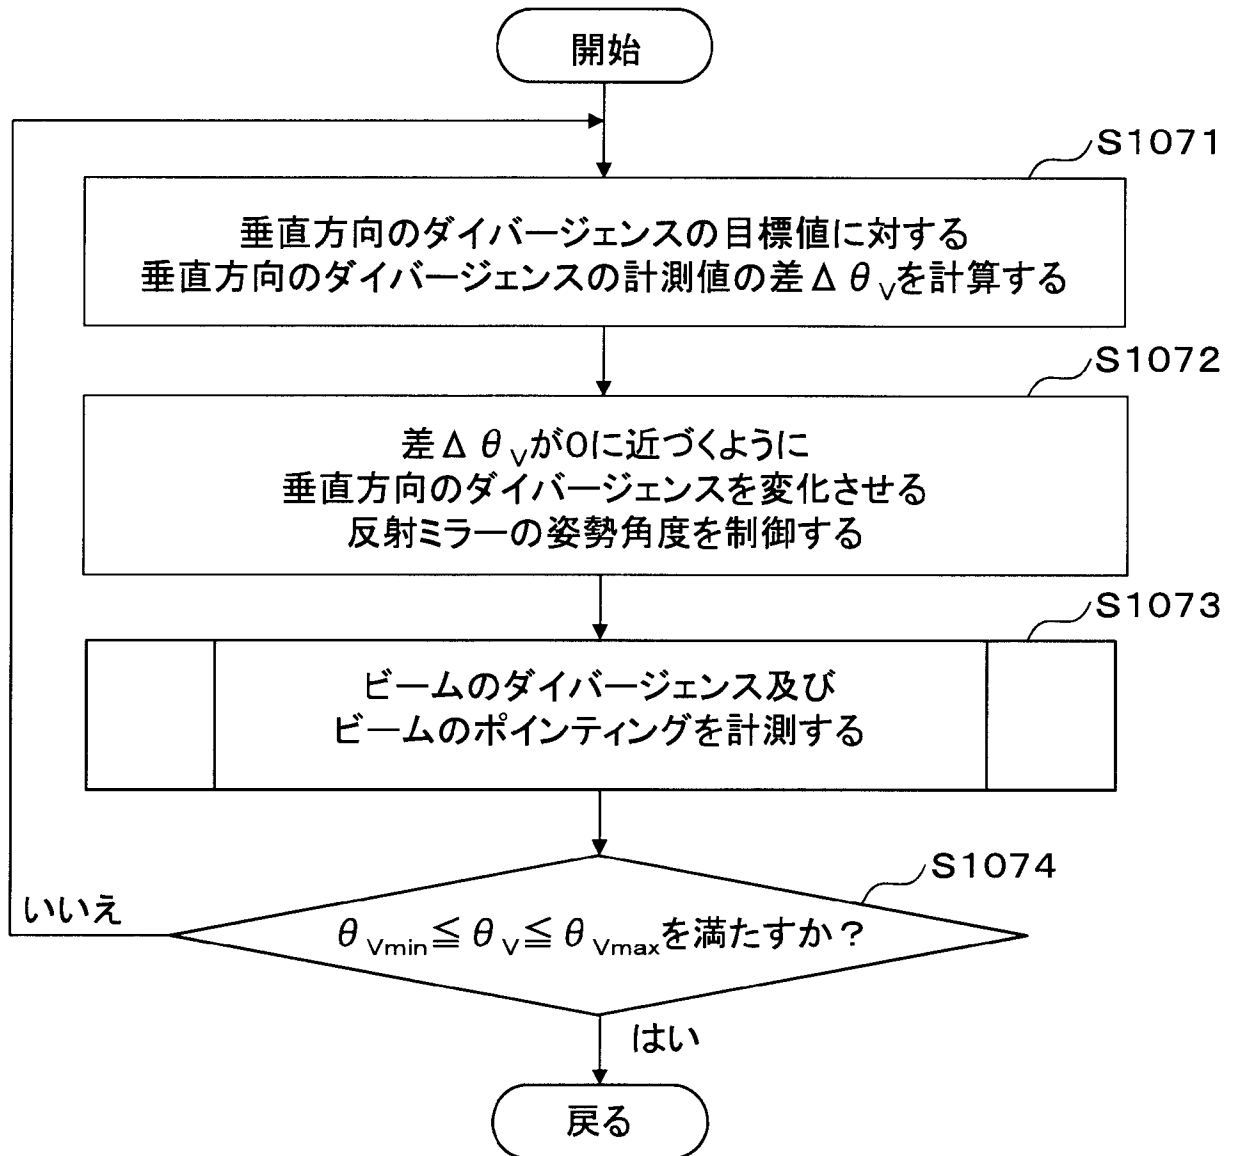 開始
S1071
垂直方向のダイバージェンスの目標値に対する
垂直方向のダイバージェンスの計測値の差Δθvを計算する
S1072
差Δθvが0に近づくように
垂直方向のダイバージェンスを変化させる
反射ミラーの姿勢角度を制御する
S1073
ビームのダイバージェンス及び
ビームのポインティングを計測する
S1074
θVmin≦θV≦θVmaxを満たすか?
いいえ
はい
戻る